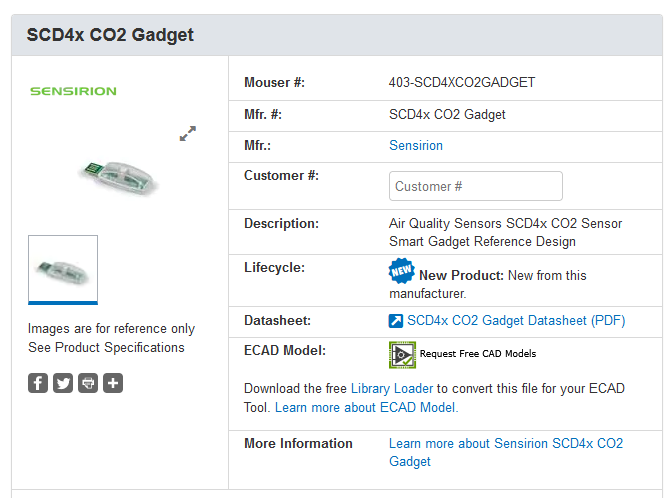 SCD4x CO2 Gadget
SENSIRION
Images are for reference only
See Product Specifications
Mouser #: 403-SCD4XCO2GADGET
Mfr. #: SCD4x CO2 Gadget
Mfr.: Sensirion
Customer #: Customer #
Description: Air Quality Sensors SCD4x CO2 Sensor
Smart Gadget Reference Design
Lifecycle: NEW New Product: New from this
manufacturer.
Datasheet: SCD4x CO2 Gadget Datasheet (PDF)
ECAD Model: Request Free CAD Models
Download the free Library Loader to convert this file for your ECAD
Tool. Learn more about ECAD Model.
More Information Learn more about Sensirion SCD4x CO2
Gadget